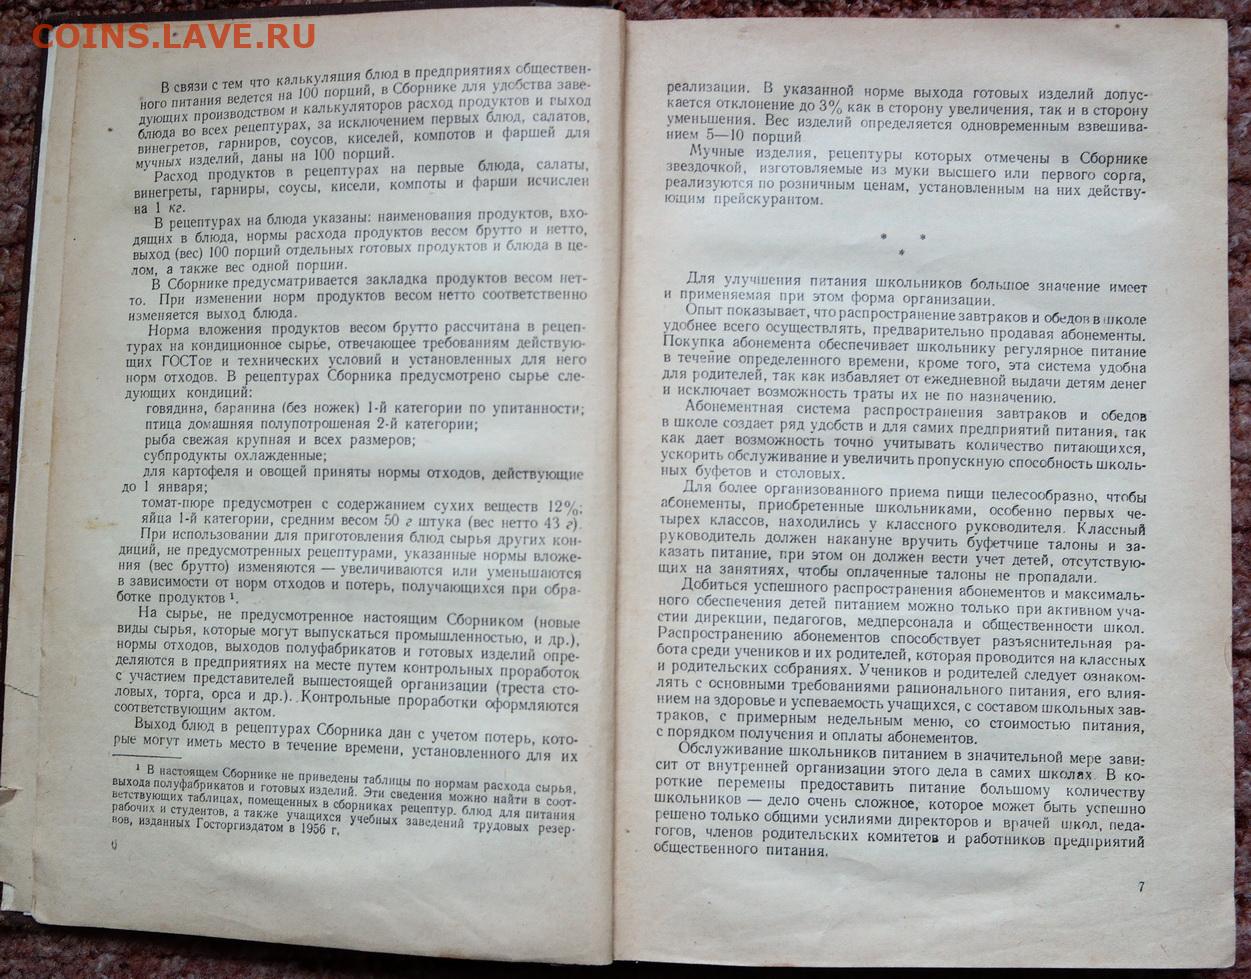 COINS.LAVE.RU
В связи с тем что калькуляция блюд в предприятиях обществен-
ного питания ведется на 100 порций, в Сборнике для удобства заве-
дующих производством и калькуляторов расход продуктов и выход
блюда во всех рецептурах, за исключением первых блюд, салатов,
винегретов, гарниров, соусов, киселей, компотов и фаршей для
мучных изделий, даны на 100 порций.
Расход продуктов в рецептурах на первые блюда, салаты,
винегреты, гарниры, соусы, кисели, компоты и фарши исчислен
на 1 кг.
В рецептурах на блюда указаны: наименования продуктов, вхо-
дящих в блюда, нормы расхода продуктов весом брутто и нетто,
выход (вес) 100 порций отдельных готовых продуктов и блюда в це-
лом, а также вес одной порции.
В Сборнике предусматривается закладка продуктов весом нет-
то. При изменении норм продуктов весом нетто соответственно
изменяется выход блюда.
Норма вложения продуктов весом брутто рассчитана в рецеп-
турах на кондиционное сырье, отвечающее требованиям действую-
щих ГОСТов и технических условий и установленных для него
норм отходов. В рецептурах Сборника предусмотрено сырье сле-
дующих кондиций:
говядина, баранина (без ножек) 1-й категории по упитанности;
птица домашняя полупотрошеная 2-й категории;
рыба свежая крупная и всех размеров;
субпродукты охлажденные;
для картофеля и овощей приняты нормы отходов, действующие
до 1 января;
томат-пюре предусмотрен с содержанием сухих веществ 12%;
яйца 1-й категории, средним весом 50 г штука (вес нетто 43 г).
При использовании для приготовления блюд сырья других кон-
диций, не предусмотренных рецептурами, указанные нормы вложе-
ния (вес брутто) изменяются — увеличиваются или уменьшаются
в зависимости от норм отходов и потерь, получающихся при обра-
ботке продуктов ¹.
На сырье, не предусмотренное настоящим Сборником (новые
виды сырья, которые могут выпускаться промышленностью, и др.),
нормы отходов, выходов полуфабрикатов и готовых изделий опре-
деляются в предприятиях на месте путем контрольных проработок
с участием представителей вышестоящей организации (треста сто-
ловых, торга, орса и др.). Контрольные проработки оформляются
соответствующим актом.
Выход блюд в рецептурах Сборника дан с учетом потерь, кото-
рые могут иметь место в течение времени, установленного для их
¹ В настоящем Сборнике не приведены таблицы по нормам расхода сырья,
выхода полуфабрикатов и готовых изделий. Эти сведения можно найти в соот-
ветствующих таблицах, помещенных в сборниках рецептур. блюд для питания
рабочих и студентов, а также учащихся учебных заведений трудовых резер-
вов, изданных Госторгиздатом в 1956 г.
6
реализации. В указанной норме выхода готовых изделий допус-
кается отклонение до 3% как в сторону увеличения, так и в сторону
уменьшения. Вес изделий определяется одновременным взвешива-
нием 5—10 порций
Мучные изделия, рецептуры которых отмечены в Сборнике
звездочкой, изготовляемые из муки высшего или первого сорта,
реализуются по розничным ценам, установленным на них действу-
ющим прейскурантом.
* *
*
Для улучшения питания школьников большое значение имеет
и применяемая при этом форма организации.
Опыт показывает, что распространение завтраков и обедов в школе
удобнее всего осуществлять, предварительно продавая абонементы.
Покупка абонемента обеспечивает школьнику регулярное питание
в течение определенного времени, кроме того, эта система удобна
для родителей, так как избавляет от ежедневной выдачи детям денег
и исключает возможность траты их не по назначению.
Абонементная система распространения завтраков и обедов
в школе создает ряд удобств и для самих предприятий питания, так
как дает возможность точно учитывать количество питающихся,
ускорить обслуживание и увеличить пропускную способность школь-
ных буфетов и столовых.
Для более организованного приема пищи целесообразно, чтобы
абонементы, приобретенные школьниками, особенно первых че-
тырех классов, находились у классного руководителя. Классный
руководитель должен накануне вручить буфетчице талоны и за-
казать питание, при этом он должен вести учет детей, отсутствую-
щих на занятиях, чтобы оплаченные талоны не пропадали.
Добиться успешного распространения абонементов и максималь-
ного обеспечения детей питанием можно только при активном уча-
стии дирекции, педагогов, медперсонала и общественности школ.
Распространению абонементов способствует разъяснительная ра-
бота среди учеников и их родителей, которая проводится на классных
и родительских собраниях. Учеников и родителей следует ознаком-
лять с основными требованиями рационального питания, его влия-
нием на здоровье и успеваемость учащихся, с составом школьных зав-
траков, с примерным недельным меню, со стоимостью питания,
с порядком получения и оплаты абонементов.
Обслуживание школьников питанием в значительной мере зави-
сит от внутренней организации этого дела в самих школах. В ко-
роткие перемены предоставить питание большому количеству
школьников — дело очень сложное, которое может быть успешно
решено только общими усилиями директоров и врачей школ, педа-
гогов, членов родительских комитетов и работников предприятий
общественного питания.
7